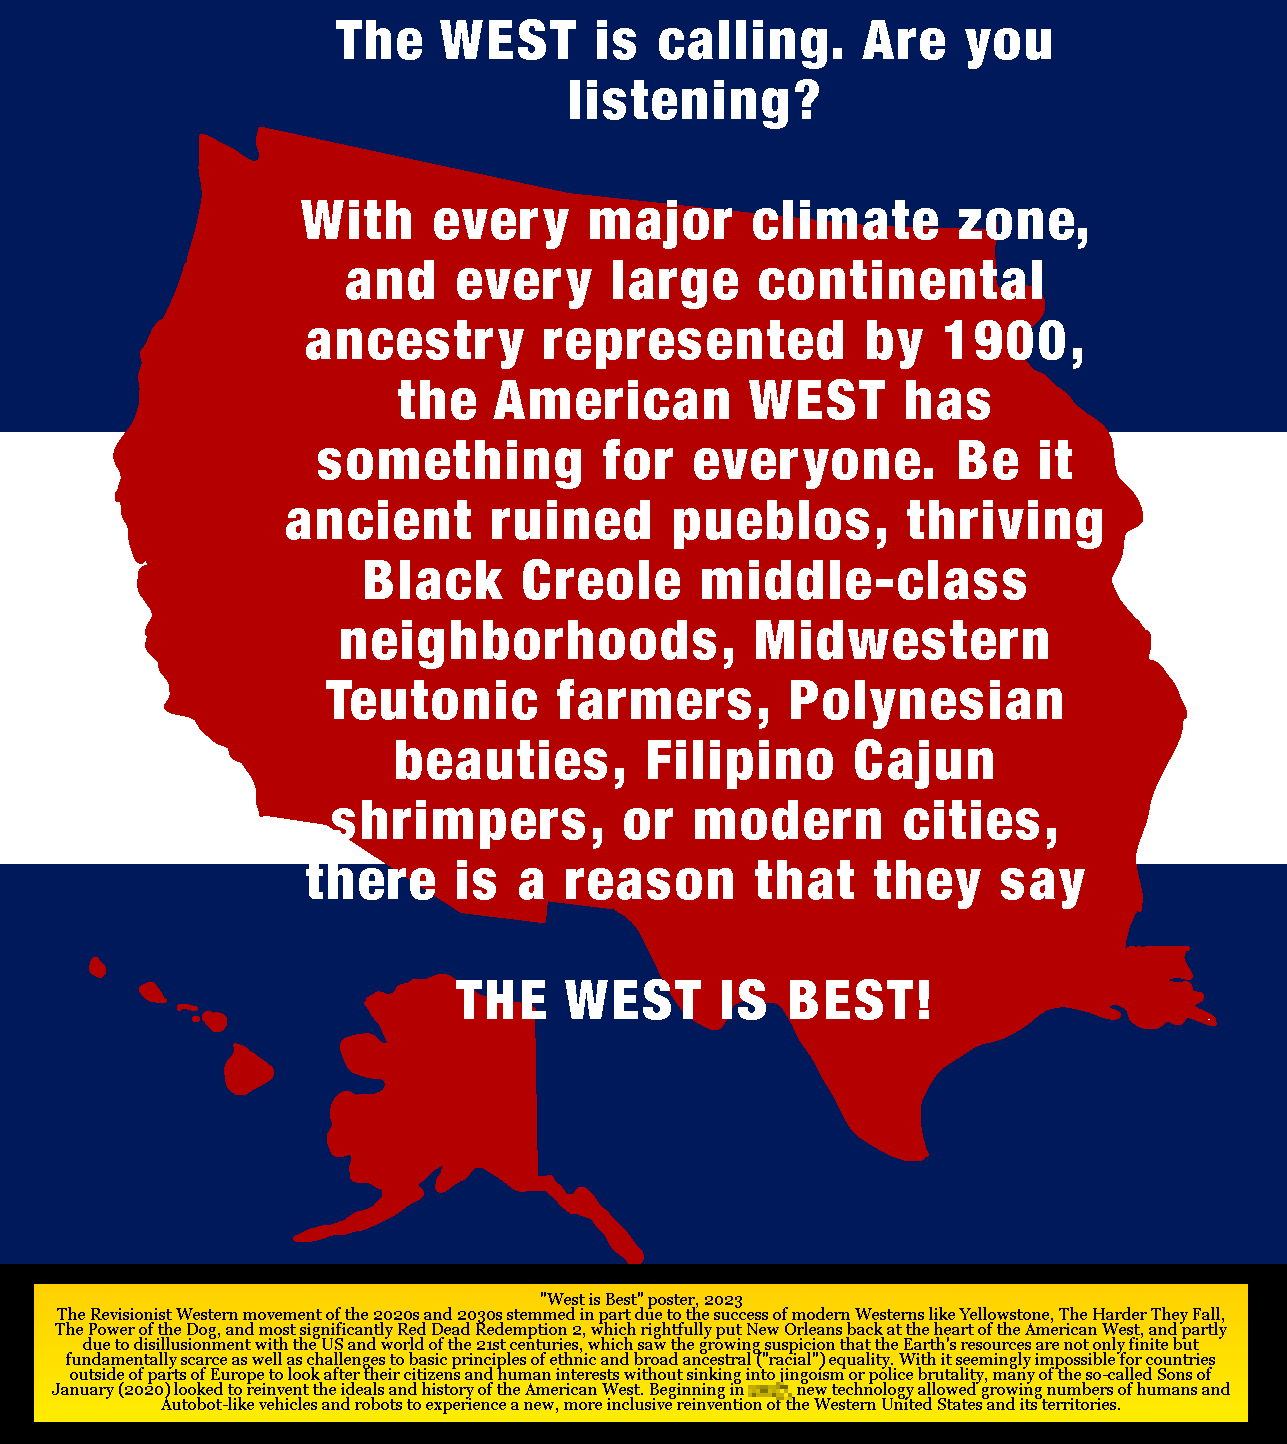 The WEST is calling. Are you
listening?
With every major climate zone,
and every large continental
ancestry represented by 1900,
the American WEST has
something for everyone. Be it
ancient ruined pueblos, thriving
Black Creole middle-class
neighborhoods, Midwestern
Teutonic farmers, Polynesian
beauties, Filipino Cajun
shrimpers, or modern cities,
there is a reason that they say
THE WEST IS BEST!
"West is Best" poster, 2023
The Revisionist Western movement of the 2020s and 2030s stemmed in part due to the success of modern Westerns like Yellowstone, The Harder They Fall,
The Power of the Dog, and most significantly Red Dead Redemption 2, which rightfully put New Orleans back at the heart of the American West, and partly
due to disillusionment with the US and world of the 21st centuries, which saw the growing suspicion that the Earth's resources are not only finite but
fundamentally scarce as well as challenges to basic principles of ethnic and broad ancestral ("racial") equality. With it seemingly impossible for countries
outside of parts of Europe to look after their citizens and human interests without sinking into jingoism or police brutality, many of the so-called Sons of
January (2020) looked to reinvent the ideals and history of the American West. Beginning in new technology allowed growing numbers of humans and
Autobot-like vehicles and robots to experience a new, more inclusive reinvention of the Western United States and its territories.